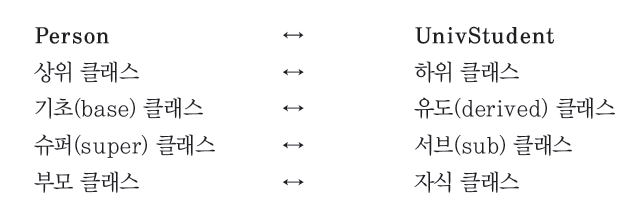 Person ↔ UnivStudent
상위 클래스 ↔ 하위 클래스
기초(base) 클래스 ↔ 유도(derived) 클래스
슈퍼(super) 클래스 ↔ 서브(sub) 클래스
부모 클래스 ↔ 자식 클래스